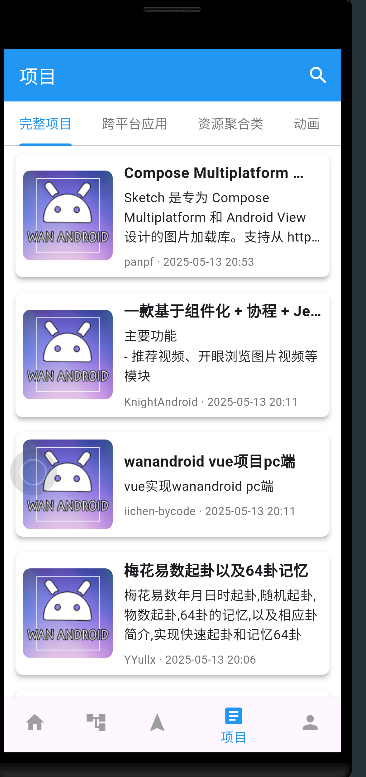 项目
完整项目 跨平台应用 资源聚合类 动画
Compose Multiplatform ...
Sketch 是专为 Compose
Multiplatform 和 Android View
设计的图片加载库。支持从 http...
panpf · 2025-05-13 20:53
WAN ANDROID
一款基于组件化 + 协程 + Je...
主要功能
- 推荐视频、开眼浏览图片视频等
模块
KnightAndroid · 2025-05-13 20:11
WAN ANDROID
wanandroid vue项目pc端
vue实现wanandroid pc端
iichen-bycode · 2025-05-13 20:11
WAN ANDROID
梅花易数起卦以及64卦记忆
梅花易数年月日时起卦,随机起卦,
物数起卦,64卦的记忆,以及相应卦
简介,实现快速起卦和记忆64卦
YYullx · 2025-05-13 20:06
WAN ANDROID
项目